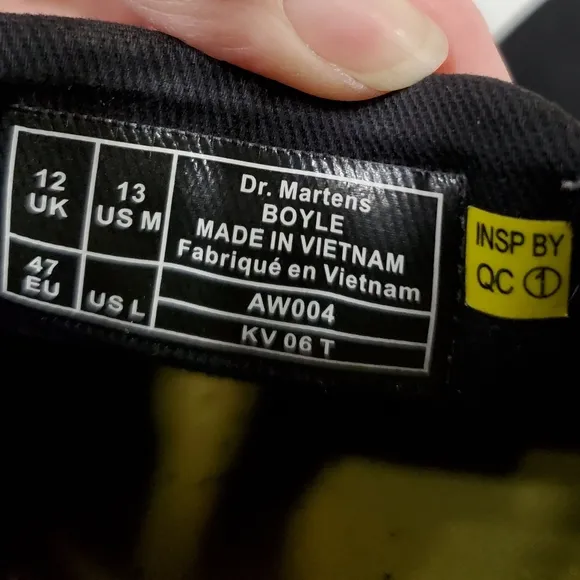 12
UK
13
US M
47
EU
US L
Dr. Martens
BOYLE
MADE IN VIETNAM
Fabriqué en Vietnam
AW004
KV 06 T
INSP BY
QC 1